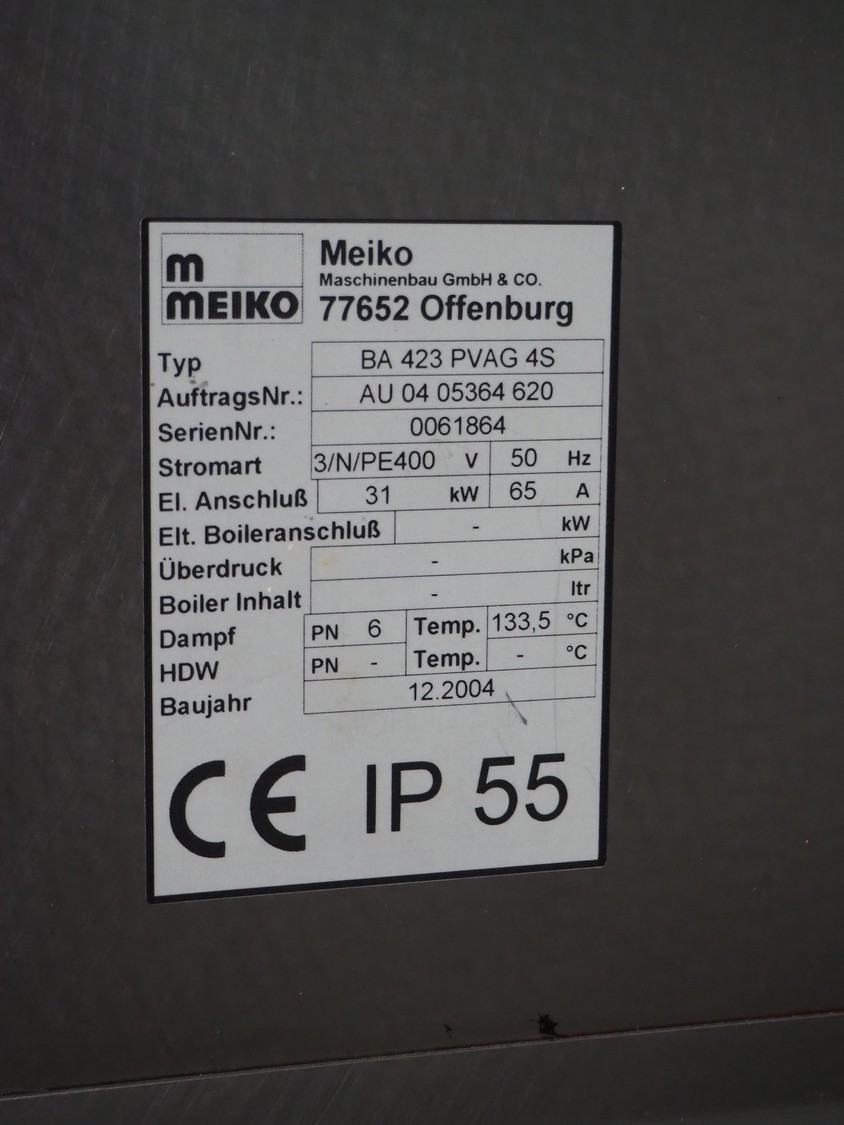 m
MEIKO
Meiko
Maschinenbau GmbH & CO.
77652 Offenburg
Typ BA 423 PVAG 4S
AuftragsNr.: AU 04 05364 620
SerienNr.: 0061864
Stromart 3/N/PE400 V 50 Hz
El. Anschluß 31 kW 65 A
Elt. Boileranschluß - kW
Überdruck - kPa
Boiler Inhalt - ltr
Dampf PN 6 Temp. 133,5 °C
HDW PN - Temp. - °C
Baujahr 12.2004
CE IP 55